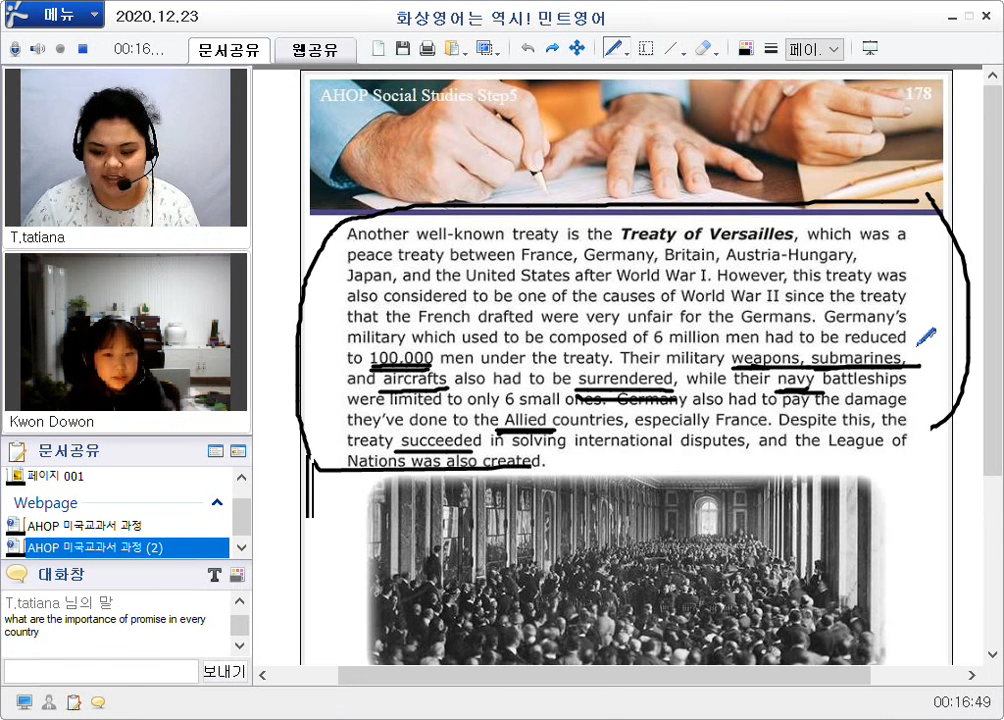 메뉴
2020.12.23
화상영어는 역시! 민트영어
00:16...
문서공유
웹공유
페이.
T.tatiana
Kwon Dowon
문서공유
페이지 001
Webpage
AHOP 미국교과서 과정
AHOP 미국교과서 과정 (2)
대화창
T
T.tatiana 님의 말
what are the importance of promise in every
country
보내기
AHOP Social Studies Step5
178
Another well-known treaty is the Treaty of Versailles, which was a
peace treaty between France, Germany, Britain, Austria-Hungary,
Japan, and the United States after World War I. However, this treaty was
also considered to be one of the causes of World War II since the treaty
that the French drafted were very unfair for the Germans. Germany's
military which used to be composed of 6 million men had to be reduced
to 100,000 men under the treaty. Their military weapons, submarines,
and aircrafts also had to be surrendered, while their navy battleships
were limited to only 6 small ones. Germany also had to pay the damage
they've done to the Allied countries, especially France. Despite this, the
treaty succeeded in solving international disputes, and the League of
Nations was also created.
00:16:49